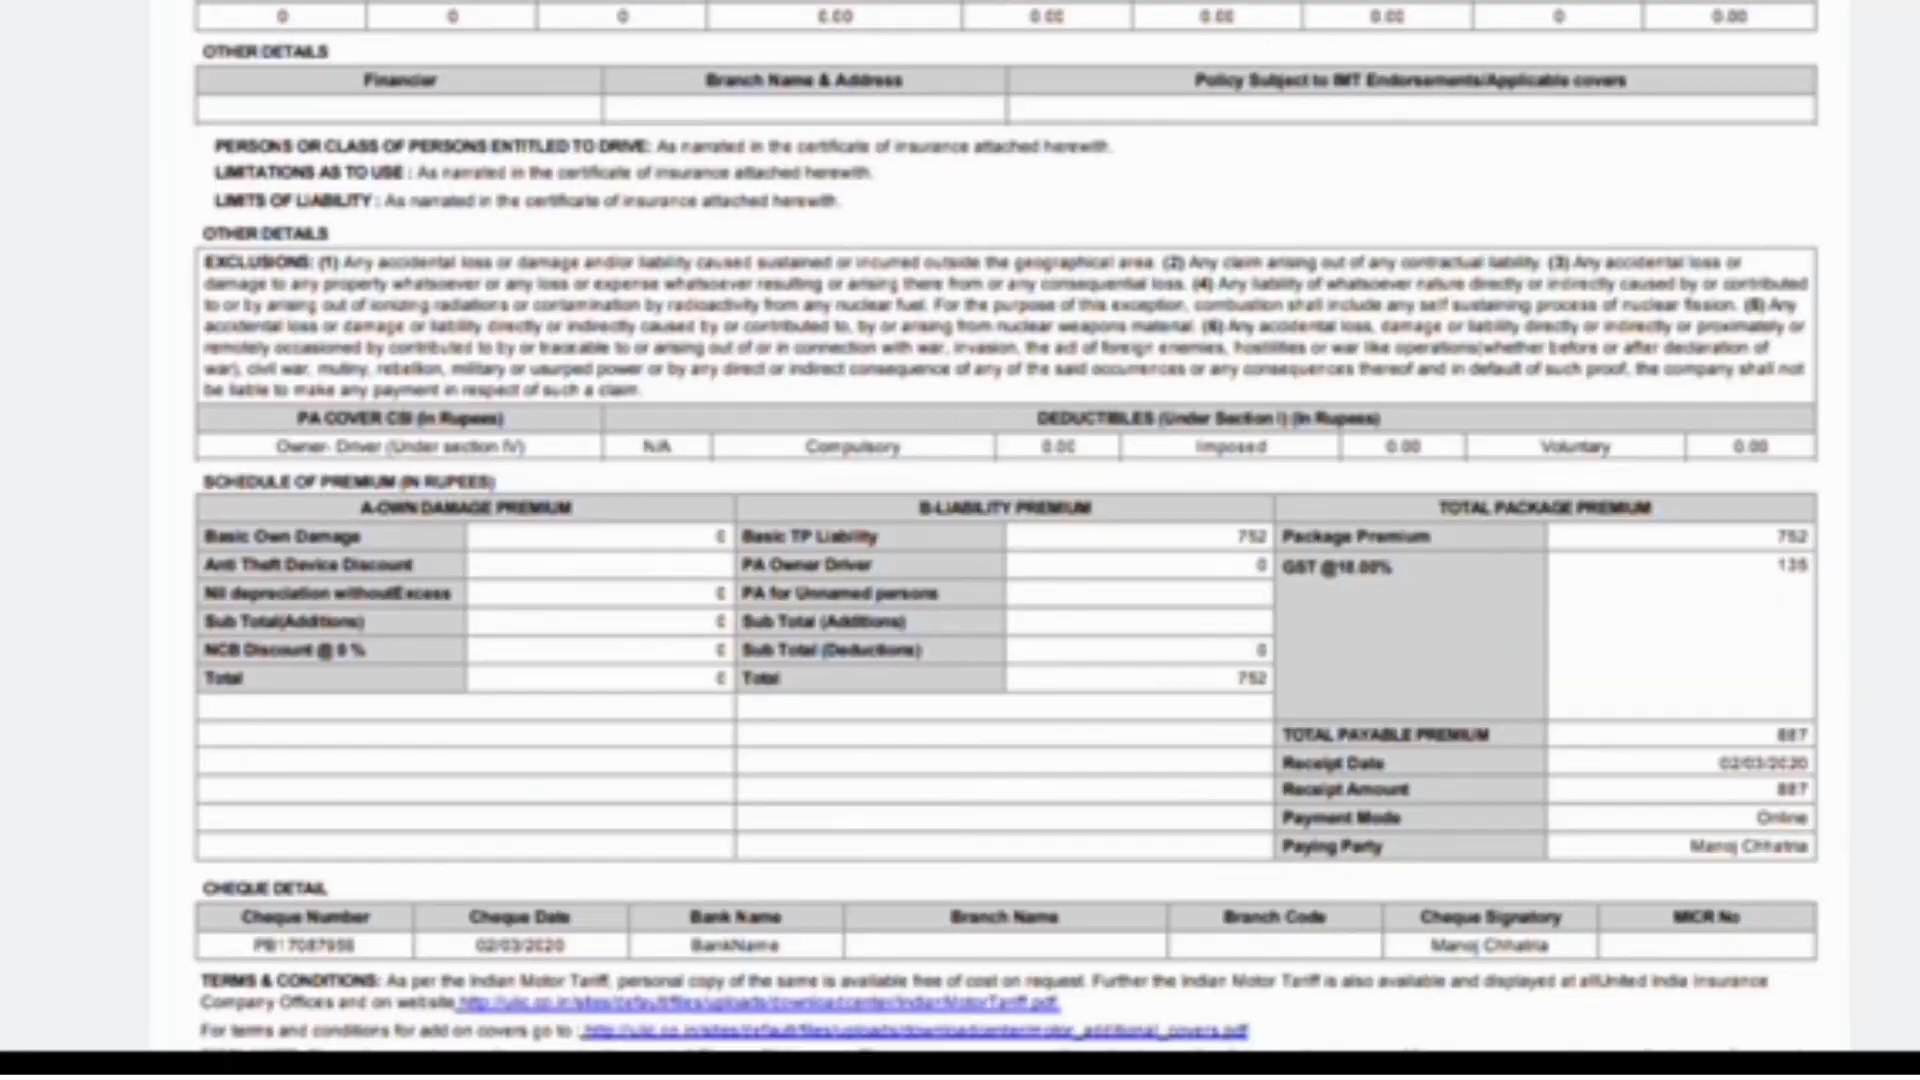 0 0 0 0.00 0.00 0.00 0.00 0 0.00
OTHER DETAILS
Financier Branch Name & Address Policy Subject to IMT Endorsements/Applicable covers
PERSONS OR CLASS OF PERSONS ENTITLED TO DRIVE: As narrated in the certificate of insurance attached herewith.
LIMITATIONS AS TO USE : As narrated in the certificate of insurance attached herewith.
LIMITS OF LIABILITY : As narrated in the certificate of insurance attached herewith.
OTHER DETAILS
EXCLUSIONS: (1) Any accidental loss or damage and/or liability caused sustained or incurred outside the geographical area. (2) Any claim arising out of any contractual liability. (3) Any accidental loss or
damage to any property whatsoever or any loss or expense whatsoever resulting or arising there from or any consequential loss. (4) Any liability of whatsoever nature directly or indirectly caused by or contributed
to or by arising out of ionizing radiations or contamination by radioactivity from any nuclear fuel. For the purpose of this exception, combustion shall include any self sustaining process of nuclear fission. (5) Any
accidental loss or damage or liability directly or indirectly caused by or contributed to, by or arising from nuclear weapons material. (6) Any accidental loss, damage or liability directly or indirectly or proximately or
remotely occasioned by contributed to by or traceable to or arising out of or in connection with war, invasion, the act of foreign enemies, hostilities or war like operations(whether before or after declaration of
war), civil war, mutiny, rebellion, military or usurped power or by any direct or indirect consequence of any of the said occurrences or any consequences thereof and in default of such proof, the company shall not
be liable to make any payment in respect of such a claim.
PA COVER CSI (In Rupees) DEDUCTIBLES (Under Section I) (In Rupees)
Owner- Driver (Under section IV) N/A Compulsory 0.00 Imposed 0.00 Voluntary 0.00
SCHEDULE OF PREMIUM (IN RUPEES)
A-OWN DAMAGE PREMIUM B-LIABILITY PREMIUM TOTAL PACKAGE PREMIUM
Basic Own Damage 0 Basic TP Liability 752 Package Premium 752
Anti Theft Device Discount PA Owner Driver 0 GST @18.00% 135
Nil depreciation withoutExcess 0 PA for Unnamed persons
Sub Total(Additions) 0 Sub Total (Additions)
NCB Discount @ 0 % 0 Sub Total (Deductions) 0
Total 0 Total 752
TOTAL PAYABLE PREMIUM 887
Receipt Date 02/03/2020
Receipt Amount 887
Payment Mode Online
Paying Party Manoj Chhatria
CHEQUE DETAIL
Cheque Number Cheque Date Bank Name Branch Name Branch Code Cheque Signatory MICR No
PB17087958 02/03/2020 BankName Manoj Chhatria
TERMS & CONDITIONS: As per the Indian Motor Tariff, personal copy of the same is available free of cost on request. Further the Indian Motor Tariff is also available and displayed at allUnited India Insurance
Company Offices and on website http://uiic.co.in/sites/default/files/uploads/downloadcenter/IndianMotorTariff.pdf.
For terms and conditions for add on covers go to : http://uiic.co.in/sites/default/files/uploads/downloadcenter/motor_additional_covers.pdf